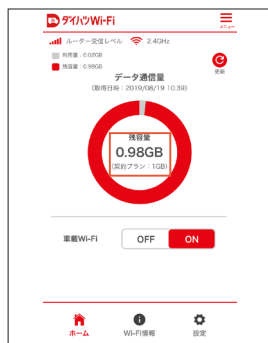 ダイハツWi-Fi
メニュー
ルーター受信レベル 2.4GHz
利用量：0.02GB
残容量：0.98GB
更新
データ通信量
(取得日時：2019/08/19 10:39)
残容量
0.98GB
(契約プラン：1GB)
車載Wi-Fi OFF ON
ホーム Wi-Fi情報 設定